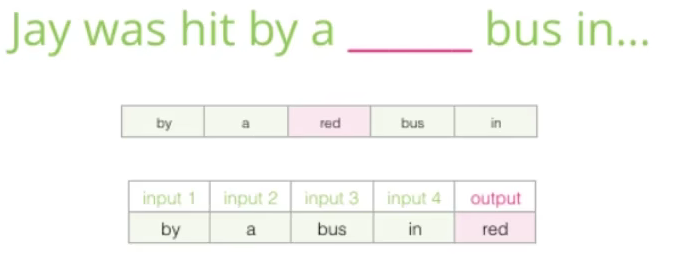 Jay was hit by a ______ bus in...
by a red bus in
input 1 input 2 input 3 input 4 output
by a bus in red